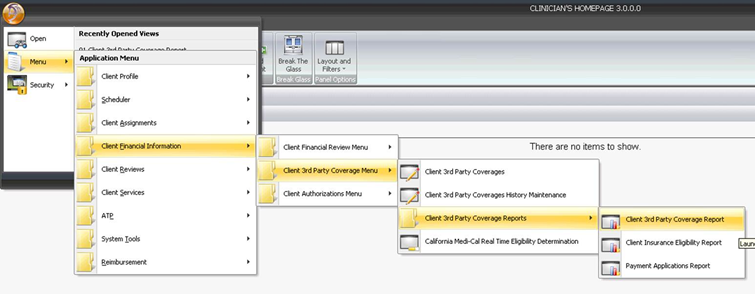 CLINICIAN'S HOMEPAGE 3.0.0.0
Open
Menu
Security
Recently Opened Views
01 Client 3rd Party Coverage Report
Application Menu
Client Profile
Scheduler
Client Assignments
Client Financial Information
Client Reviews
Client Services
ATP
System Tools
Reimbursement
Break The
Glass
Break Glass
Layout and
Filters
Panel Options
There are no items to show.
Client Financial Review Menu
Client 3rd Party Coverage Menu
Client Authorizations Menu
Client 3rd Party Coverages
Client 3rd Party Coverages History Maintenance
Client 3rd Party Coverage Reports
California Medi-Cal Real Time Eligibility Determination
Client 3rd Party Coverage Report
Client Insurance Eligibility Report
Payment Applications Report
Laun